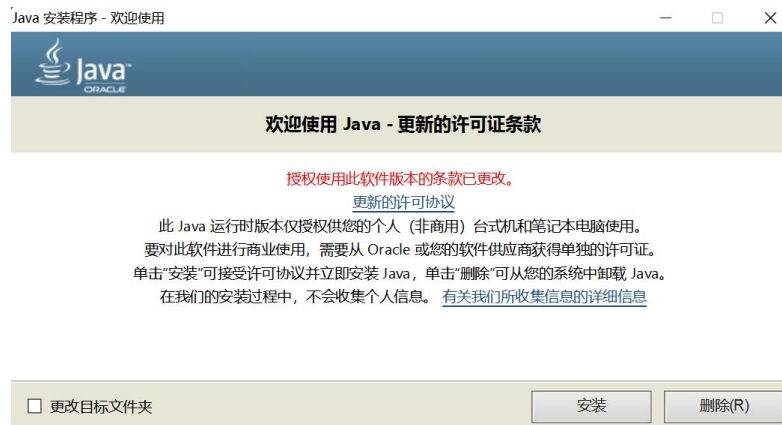 Java 安装程序 - 欢迎使用
Java™
ORACLE
欢迎使用 Java - 更新的许可证条款
授权使用此软件版本的条款已更改。
更新的许可协议
此 Java 运行时版本仅授权供您的个人（非商用）台式机和笔记本电脑使用。
要对此软件进行商业使用，需要从 Oracle 或您的软件供应商获得单独的许可证。
单击“安装”可接受许可协议并立即安装 Java，单击“删除”可从您的系统中卸载 Java。
在我们的安装过程中，不会收集个人信息。 有关我们所收集信息的详细信息
更改目标文件夹 安装 删除(R)